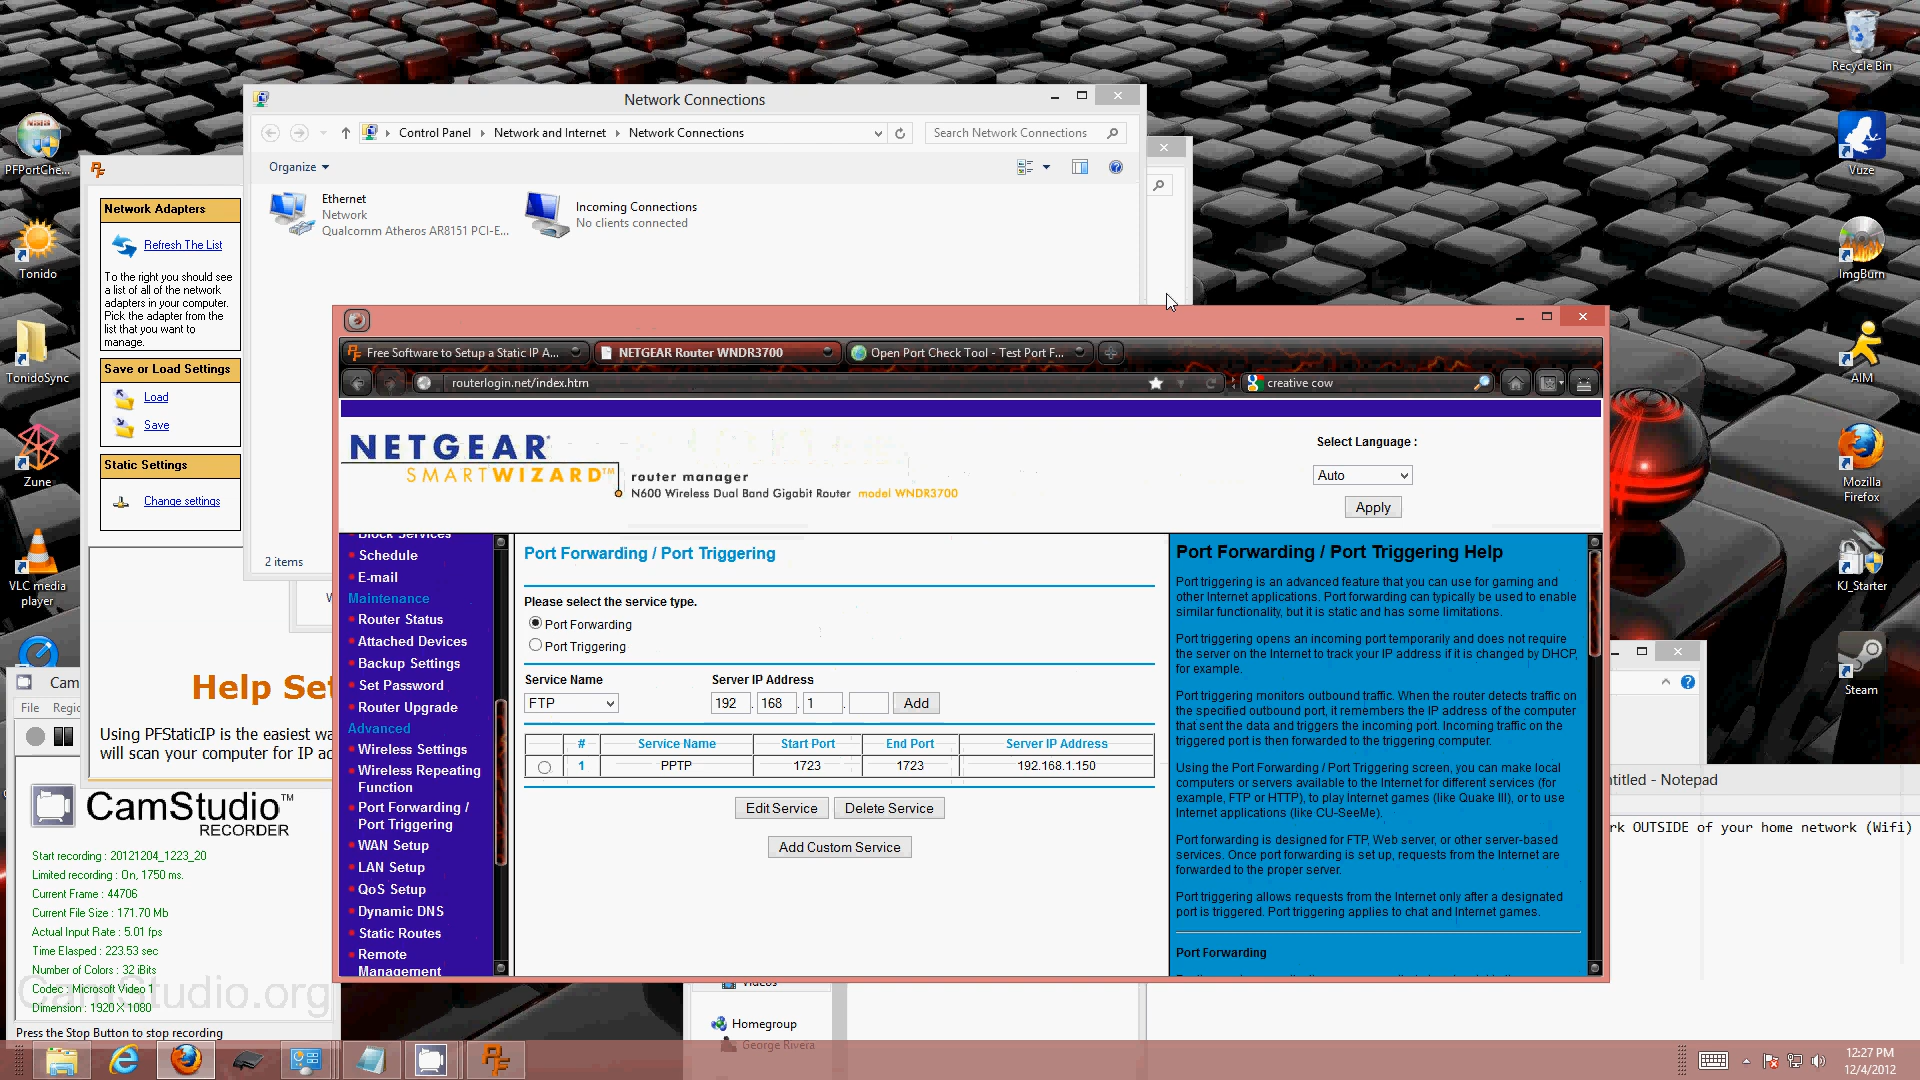 Recycle Bin
PFPortChe...
Tonido
TonidoSync
Zune
VLC media
player
Vuze
ImgBurn
AIM
Mozilla
Firefox
KJ_Starter
Steam
Network Connections
Control Panel
Network and Internet
Network Connections
Search Network Connections
Organize
Ethernet
Network
Qualcomm Atheros AR8151 PCI-E...
Incoming Connections
No clients connected
2 items
Network Adapters
Refresh The List
To the right you should see
a list of all of the network
adapters in your computer.
Pick the adapter from the
list that you want to
manage.
Save or Load Settings
Load
Save
Static Settings
Change settings
Help Se
Using PFStaticIP is the easiest wa
will scan your computer for IP ad
Free Software to Setup a Static IP A...
NETGEAR Router WNDR3700
Open Port Check Tool - Test Port F...
routerlogin.net/index.htm
creative cow
NETGEAR
SMARTWIZARD™
router manager
N600 Wireless Dual Band Gigabit Router model WNDR3700
Select Language :
Auto
Apply
Block Services
Schedule
E-mail
Maintenance
Router Status
Attached Devices
Backup Settings
Set Password
Router Upgrade
Advanced
Wireless Settings
Wireless Repeating
Function
Port Forwarding /
Port Triggering
WAN Setup
LAN Setup
QoS Setup
Dynamic DNS
Static Routes
Remote
Management
Port Forwarding / Port Triggering
Please select the service type.
Port Forwarding
Port Triggering
Service Name
Server IP Address
FTP
192 . 168 . 1 .
Add
# Service Name Start Port End Port Server IP Address
1 PPTP 1723 1723 192.168.1.150
Edit Service
Delete Service
Add Custom Service
Port Forwarding / Port Triggering Help
Port triggering is an advanced feature that you can use for gaming and
other Internet applications. Port forwarding can typically be used to enable
similar functionality, but it is static and has some limitations.
Port triggering opens an incoming port temporarily and does not require
the server on the Internet to track your IP address if it is changed by DHCP,
for example.
Port triggering monitors outbound traffic. When the router detects traffic on
the specified outbound port, it remembers the IP address of the computer
that sent the data and triggers the incoming port. Incoming traffic on the
triggered port is then forwarded to the triggering computer.
Using the Port Forwarding / Port Triggering screen, you can make local
computers or servers available to the Internet for different services (for
example, FTP or HTTP), to play Internet games (like Quake III), or to use
Internet applications (like CU-SeeMe).
Port forwarding is designed for FTP, Web server, or other server-based
services. Once port forwarding is set up, requests from the Internet are
forwarded to the proper server.
Port triggering allows requests from the Internet only after a designated
port is triggered. Port triggering applies to chat and Internet games.
Port Forwarding
ntitled - Notepad
rk OUTSIDE of your home network (Wifi)
Cam
File Regio
CamStudio™
RECORDER
Start recording : 20121204_1223_20
Limited recording : On, 1750 ms.
Current Frame : 44706
Current File Size : 171.70 Mb
Actual Input Rate : 5.01 fps
Time Elasped : 223.53 sec
Number of Colors : 32 iBits
Codec : Microsoft Video 1
Dimension : 1920 X 1080
CamStudio.org
Press the Stop Button to stop recording
Videos
Homegroup
George Rivera
12:27 PM
12/4/2012